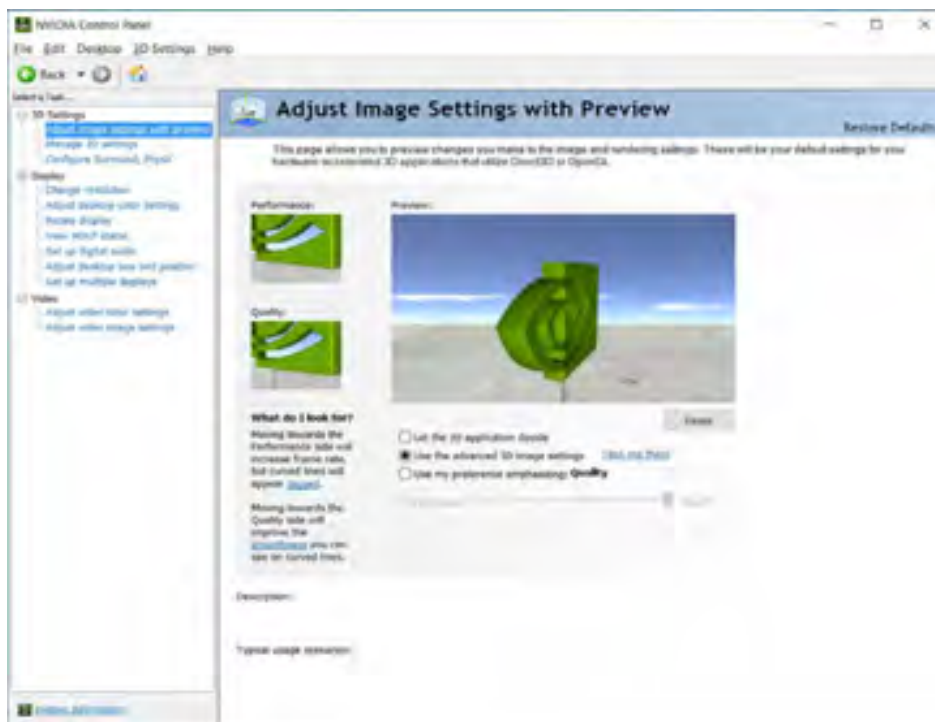 NVIDIA Control Panel
File Edit Desktop 3D Settings Help
Back
Select a Task...
3D Settings
Adjust image settings with preview
Manage 3D settings
Configure Surround, PhysX
Display
Change resolution
Adjust desktop color settings
Rotate display
View HDCP status
Set up digital audio
Adjust desktop size and position
Set up multiple displays
Video
Adjust video color settings
Adjust video image settings
System Information
Adjust Image Settings with Preview
Restore Defaults
This page allows you to preview changes you make to the image and rendering settings. These will be your default settings for your
hardware accelerated 3D applications that utilize Direct3D or OpenGL.
Performance:
Quality:
What do I look for?
Moving towards the
Performance side will
increase frame rate,
but curved lines will
appear jagged.
Moving towards the
Quality side will
improve the
smoothness you can
see on curved lines.
Preview:
Let the 3D application decide
Use the advanced 3D image settings Take me there
Use my preference emphasizing: Quality
Description:
Typical usage scenarios: